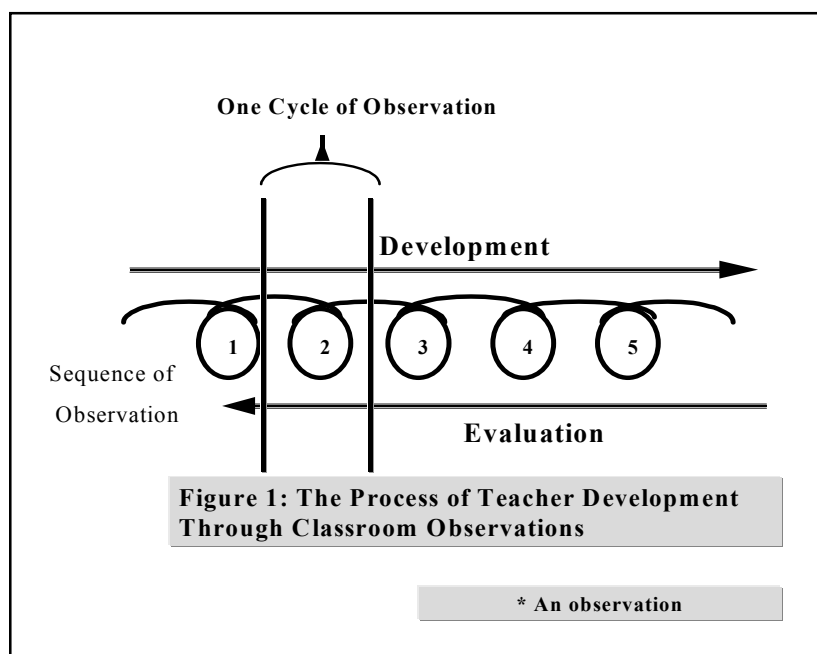 One Cycle of Observation
Development
1 2 3 4 5
Sequence of
Observation
Evaluation
Figure 1: The Process of Teacher Development
Through Classroom Observations
* An observation